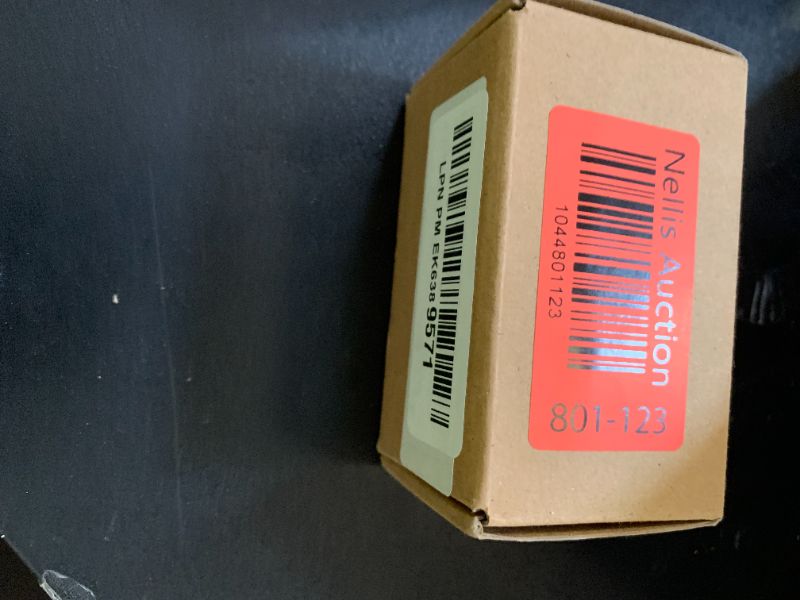 Nellis Auction
1044801123
801-123
LPN PM EK638 9571